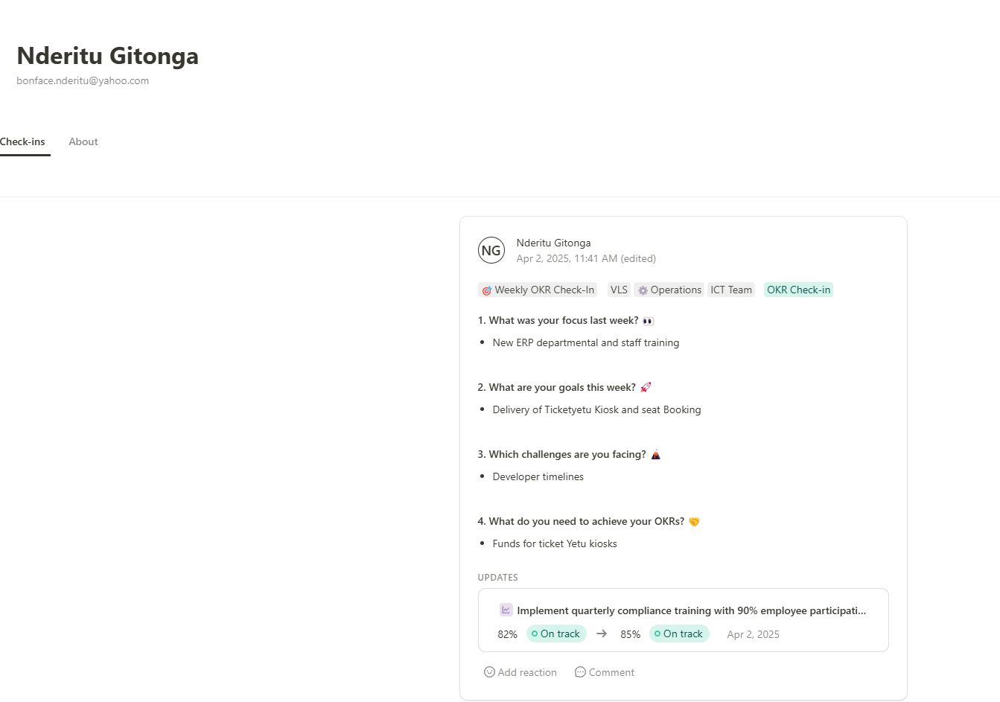 Nderitu Gitonga
bonface.nderitu@yahoo.com
Check-ins About
NG
Nderitu Gitonga
Apr 2, 2025, 11:41 AM (edited)
🎯 Weekly OKR Check-In VLS ⚙️ Operations ICT Team OKR Check-in
1. What was your focus last week? 👀
• New ERP departmental and staff training
2. What are your goals this week? 🚀
• Delivery of Ticketyetu Kiosk and seat Booking
3. Which challenges are you facing? 🌋
• Developer timelines
4. What do you need to achieve your OKRs? 🤝
• Funds for ticket Yetu kiosks
UPDATES
Implement quarterly compliance training with 90% employee participati...
82% On track → 85% On track Apr 2, 2025
Add reaction Comment